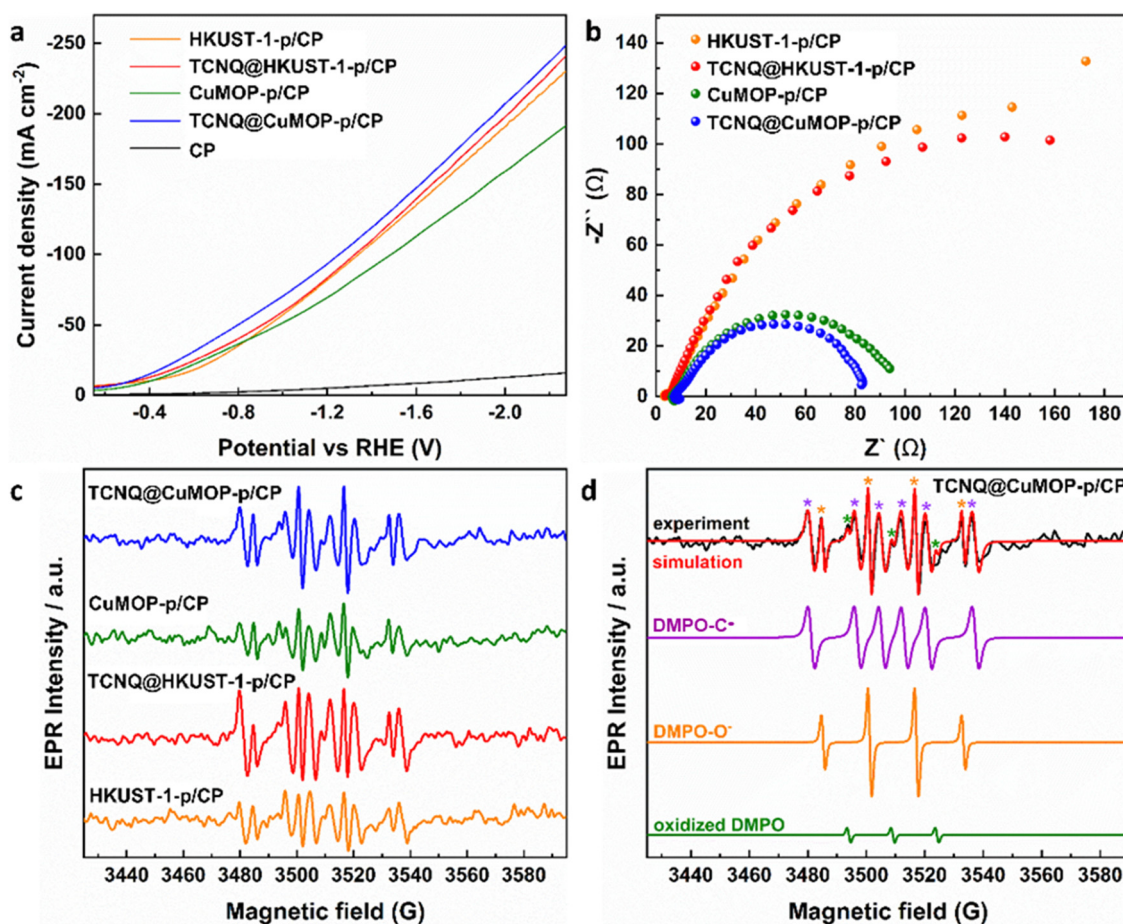 a
-250
-200
-150
-100
-50
0
Current density (mA cm⁻²)
HKUST-1-p/CP
TCNQ@HKUST-1-p/CP
CuMOP-p/CP
TCNQ@CuMOP-p/CP
CP
-0.4 -0.8 -1.2 -1.6 -2.0
Potential vs RHE (V)
b
140
120
100
80
60
40
20
0
-Z`` (Ω)
HKUST-1-p/CP
TCNQ@HKUST-1-p/CP
CuMOP-p/CP
TCNQ@CuMOP-p/CP
0 20 40 60 80 100 120 140 160 180
Z` (Ω)
c
EPR Intensity / a.u.
TCNQ@CuMOP-p/CP
CuMOP-p/CP
TCNQ@HKUST-1-p/CP
HKUST-1-p/CP
3440 3460 3480 3500 3520 3540 3560 3580
Magnetic field (G)
d
TCNQ@CuMOP-p/CP
EPR Intensity / a.u.
* * * * * * * * * * * * *
experiment
simulation
DMPO-C•
DMPO-O⁻
oxidized DMPO
3440 3460 3480 3500 3520 3540 3560 3580
Magnetic field (G)